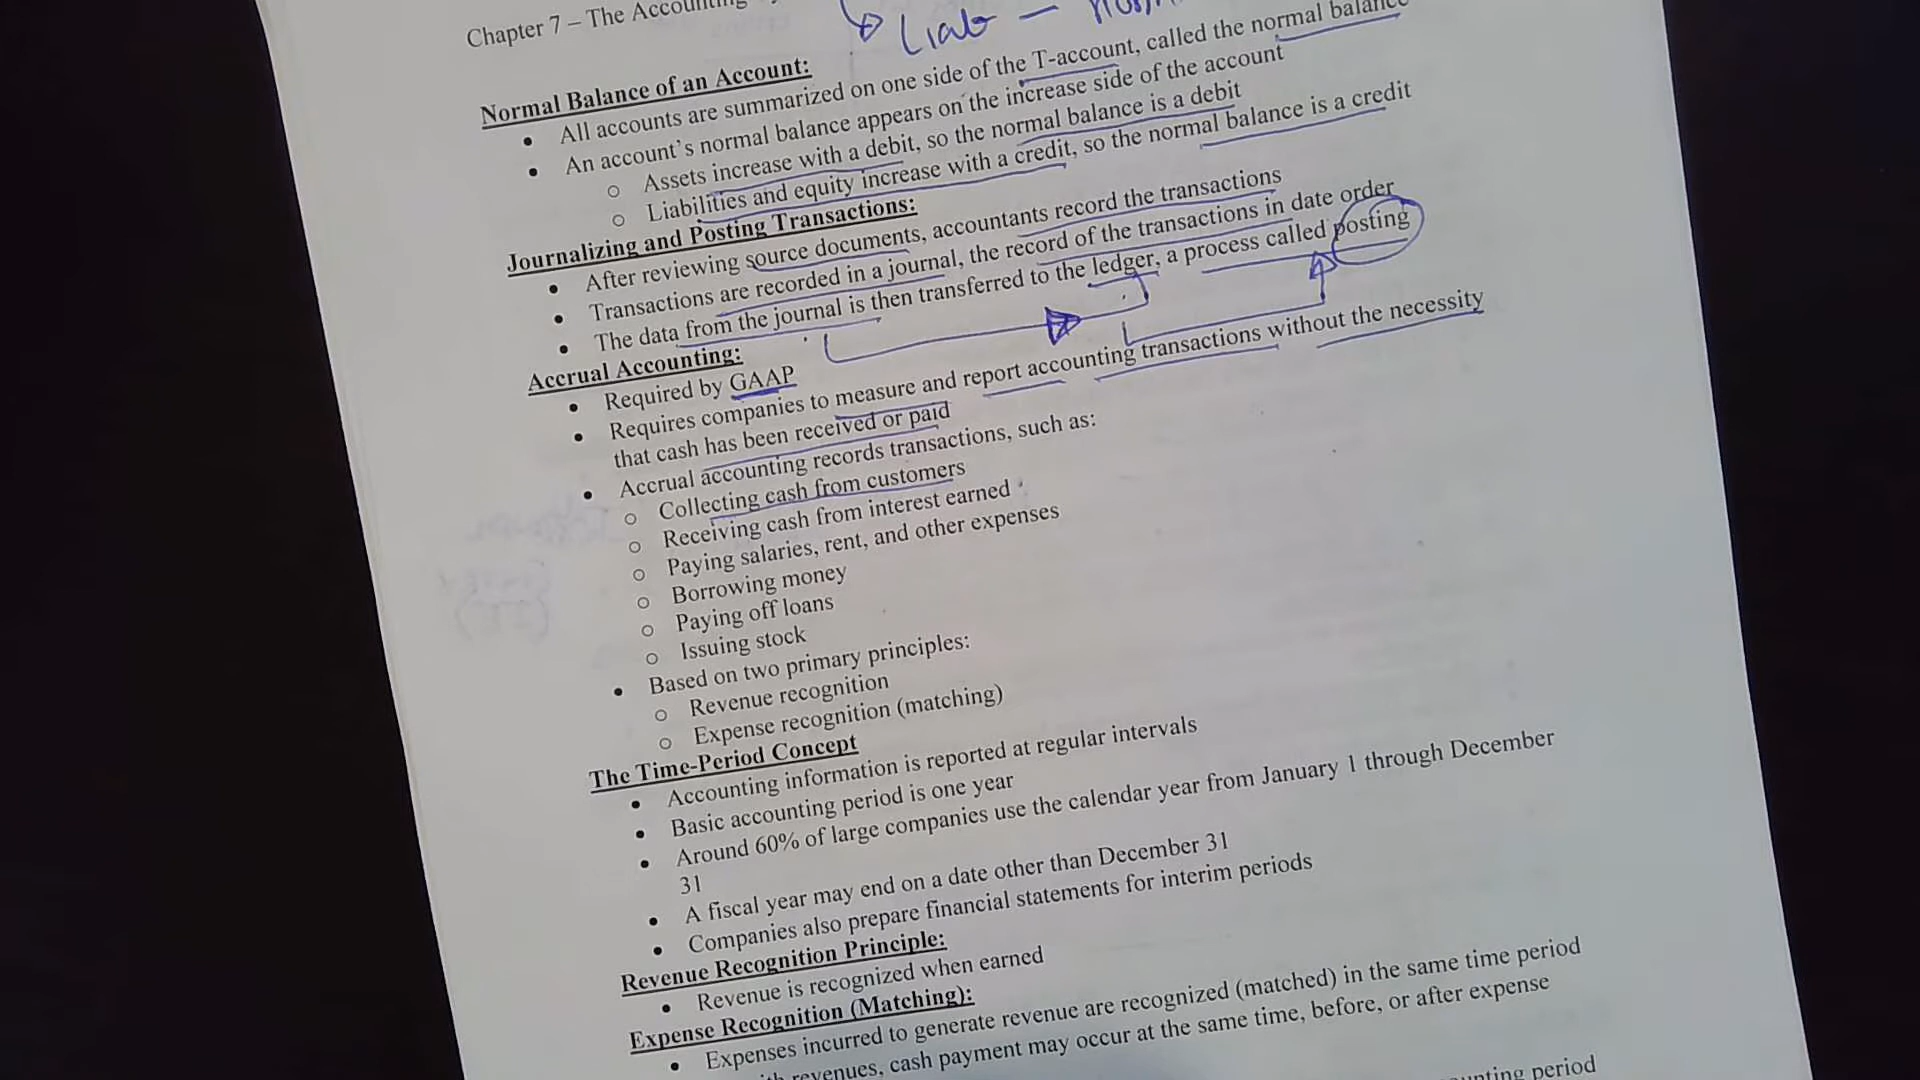 Chapter 7 – The Accounting
Liab –
Normal Balance of an Account:
• All accounts are summarized on one side of the T-account, called the normal balance
• An account's normal balance appears on the increase side of the account
o Assets increase with a debit, so the normal balance is a debit
o Liabilities and equity increase with a credit, so the normal balance is a credit
Journalizing and Posting Transactions:
• After reviewing source documents, accountants record the transactions
• Transactions are recorded in a journal, the record of the transactions in date order
• The data from the journal is then transferred to the ledger, a process called posting
Accrual Accounting:
• Required by GAAP
• Requires companies to measure and report accounting transactions without the necessity
that cash has been received or paid
• Accrual accounting records transactions, such as:
o Collecting cash from customers
o Receiving cash from interest earned
o Paying salaries, rent, and other expenses
o Borrowing money
o Paying off loans
o Issuing stock
• Based on two primary principles:
o Revenue recognition
o Expense recognition (matching)
The Time-Period Concept
• Accounting information is reported at regular intervals
• Basic accounting period is one year
• Around 60% of large companies use the calendar year from January 1 through December
31
• A fiscal year may end on a date other than December 31
• Companies also prepare financial statements for interim periods
Revenue Recognition Principle:
• Revenue is recognized when earned
Expense Recognition (Matching):
• Expenses incurred to generate revenue are recognized (matched) in the same time period
revenues, cash payment may occur at the same time, before, or after expense
period